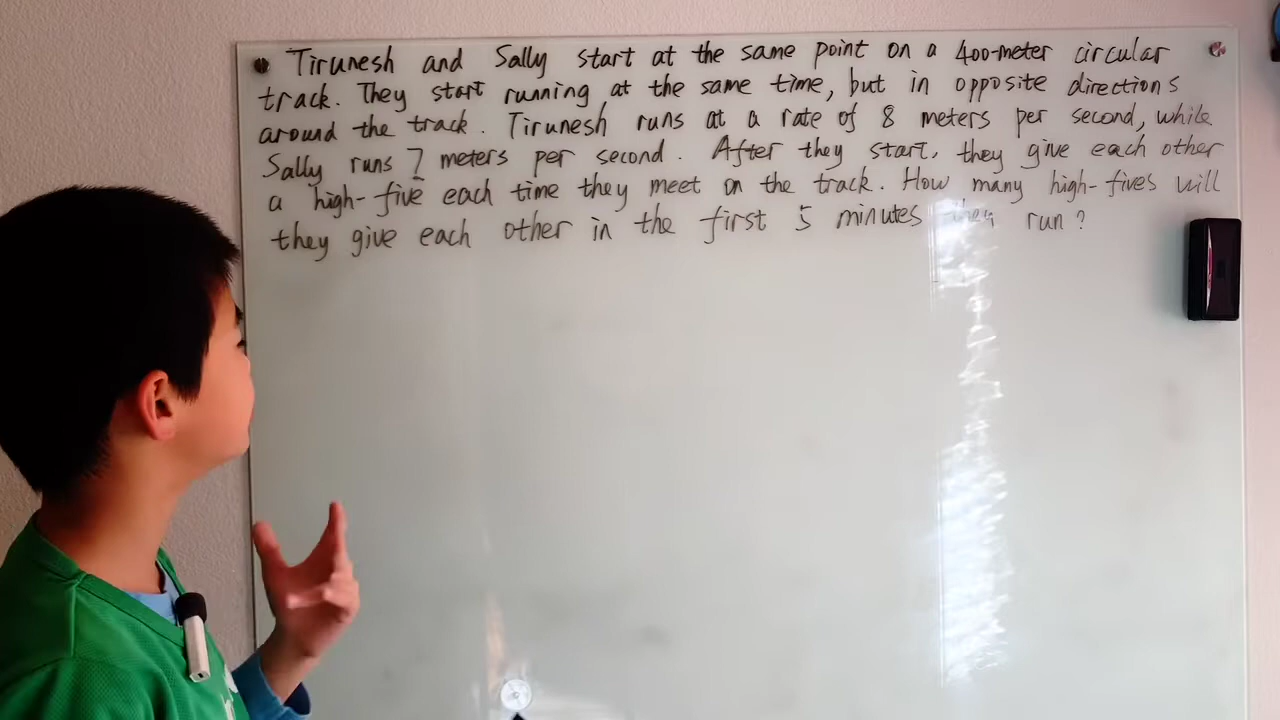 Tirunesh and Sally start at the same point on a 400-meter circular
track. They start running at the same time, but in opposite directions
around the track. Tirunesh runs at a rate of 8 meters per second, while
Sally runs 7 meters per second. After they start, they give each other
a high-five each time they meet on the track. How many high-fives will
they give each other in the first 5 minutes they run?